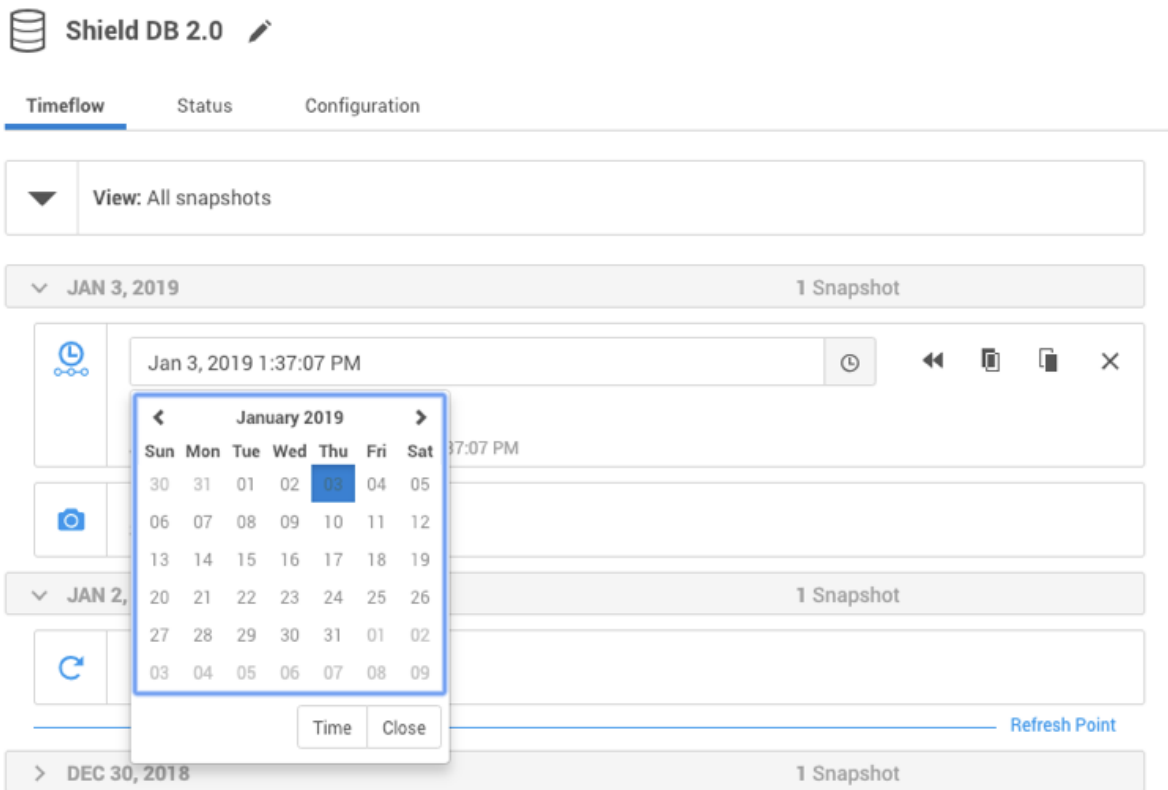 Shield DB 2.0
Timeflow Status Configuration
View: All snapshots
JAN 3, 2019 1 Snapshot
Jan 3, 2019 1:37:07 PM
January 2019
Sun Mon Tue Wed Thu Fri Sat
37:07 PM
30 31 01 02 03 04 05
06 07 08 09 10 11 12
13 14 15 16 17 18 19
JAN 2, 1 Snapshot
20 21 22 23 24 25 26
27 28 29 30 31 01 02
03 04 05 06 07 08 09
Time Close
Refresh Point
DEC 30, 2018 1 Snapshot